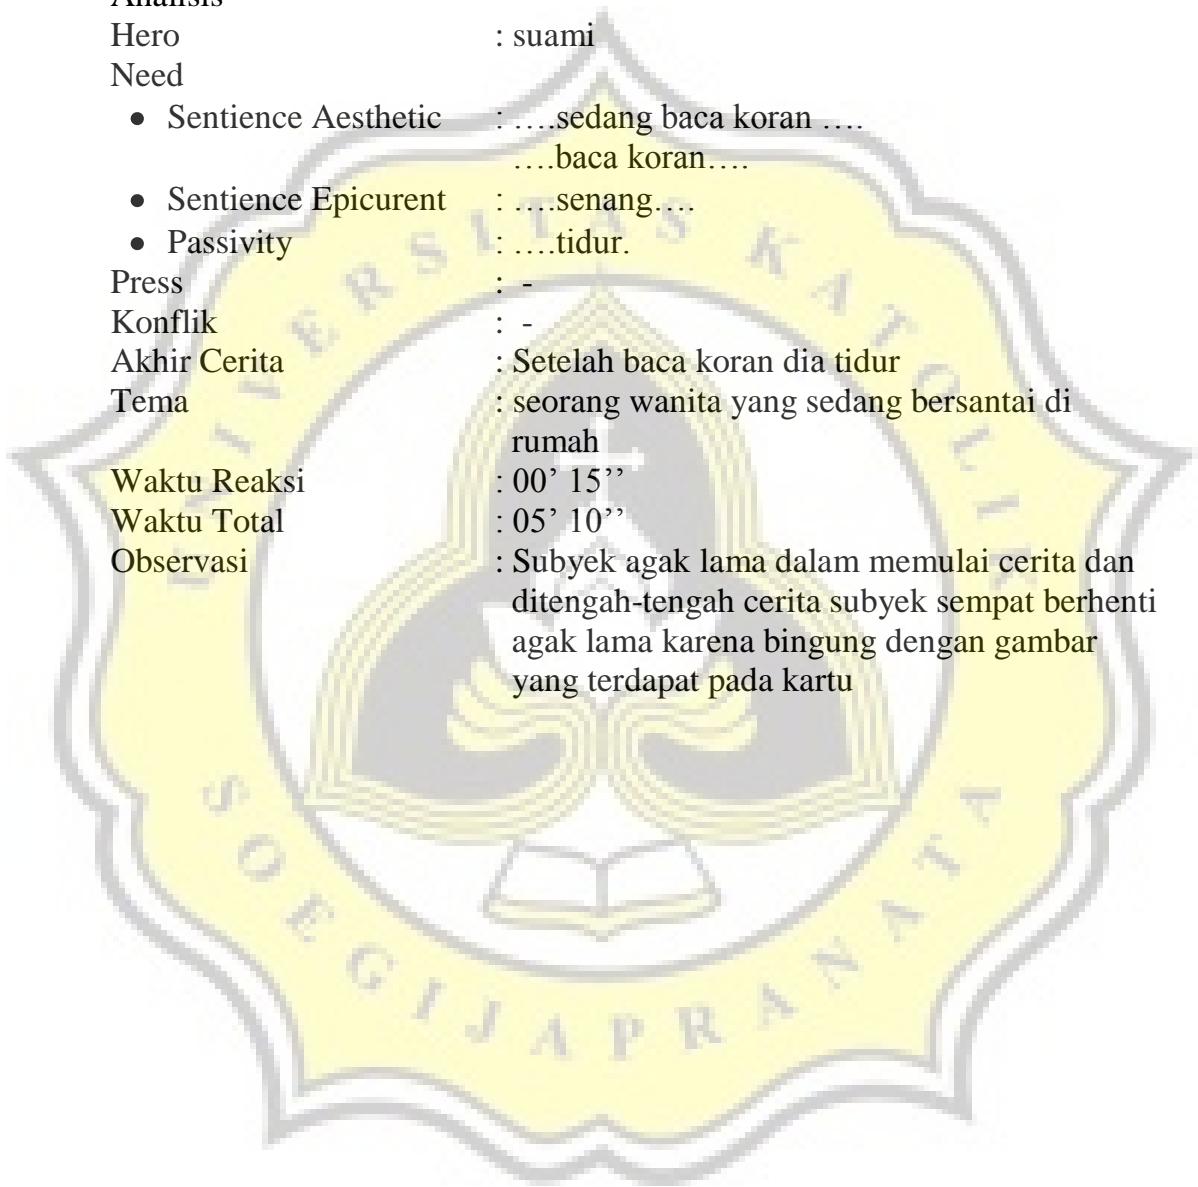 Analisis
Hero : suami
Need
• Sentience Aesthetic : ….sedang baca koran ….
….baca koran….
• Sentience Epicurent : ….senang….
• Passivity : ….tidur.
Press : -
Konflik : -
Akhir Cerita : Setelah baca koran dia tidur
Tema : seorang wanita yang sedang bersantai di
rumah
Waktu Reaksi : 00’ 15’’
Waktu Total : 05’ 10’’
Observasi : Subyek agak lama dalam memulai cerita dan
ditengah-tengah cerita subyek sempat berhenti
agak lama karena bingung dengan gambar
yang terdapat pada kartu
UNIVERSITAS KATOLIK
SOEGIJAPRANATA